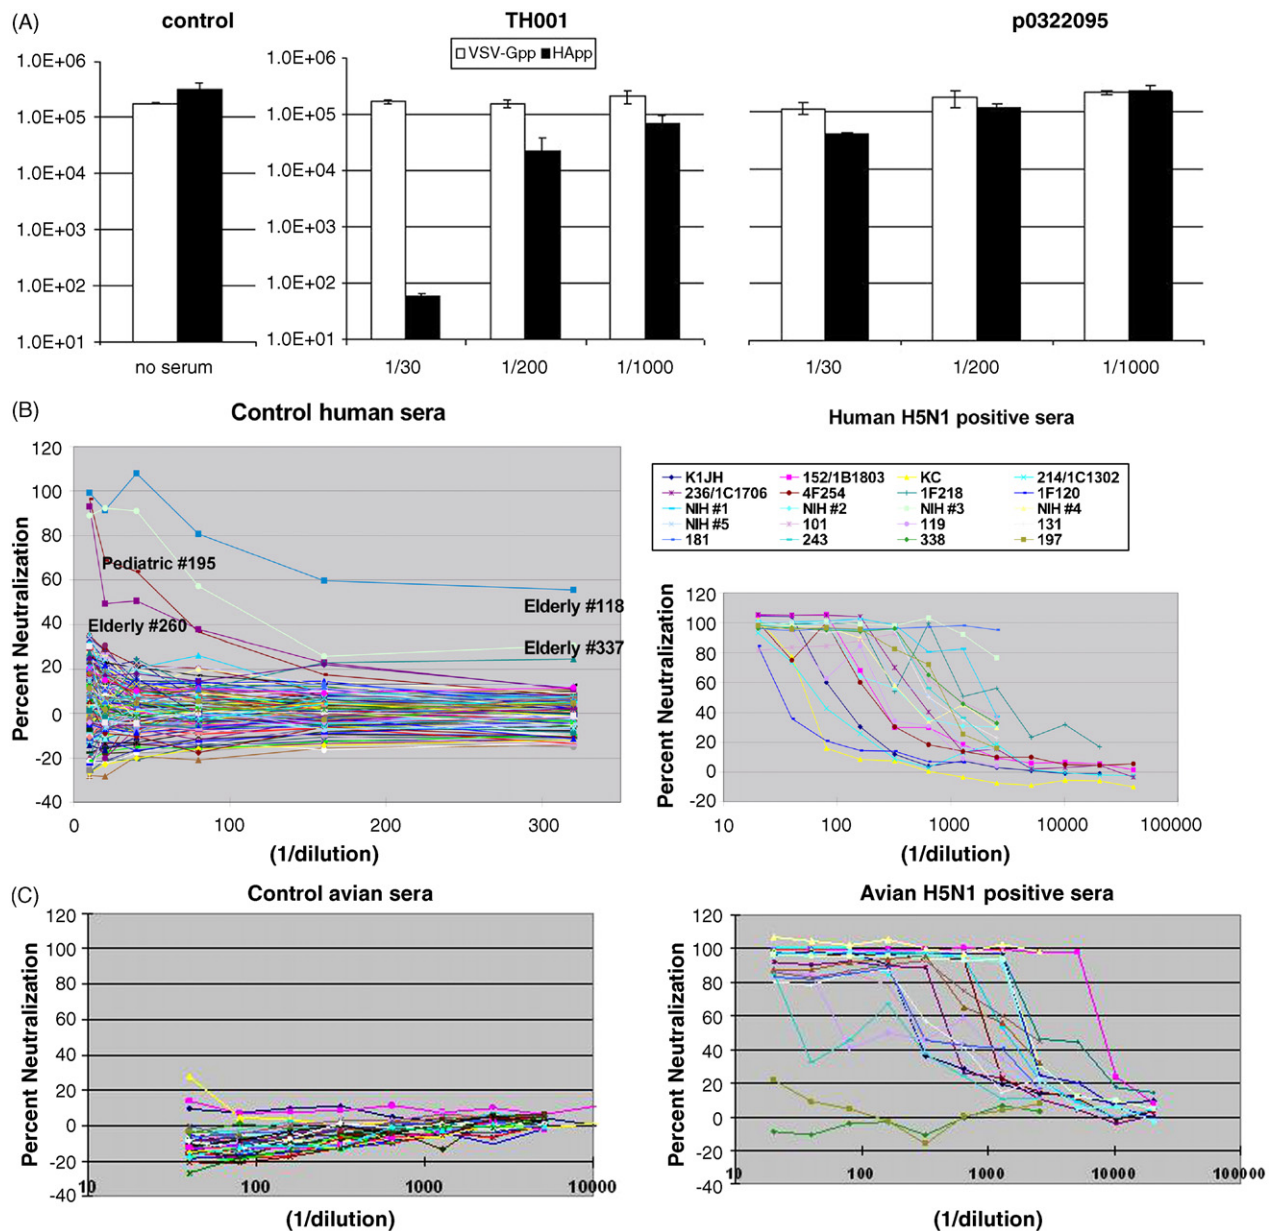 (A)
control
TH001
p0322095
VSV-Gpp HApp
1.0E+06
1.0E+05
1.0E+04
1.0E+03
1.0E+02
1.0E+01
no serum
1.0E+06
1.0E+05
1.0E+04
1.0E+03
1.0E+02
1.0E+01
1/30 1/200 1/1000
1/30 1/200 1/1000
(B)
Control human sera
Percent Neutralization
120
100
80
60
40
20
0
-20
-40
Pediatric #195
Elderly #260
Elderly #118
Elderly #337
0 100 200 300
(1/dilution)
Human H5N1 positive sera
K1JH 152/1B1803 KC 214/1C1302
236/1C1706 4F254 1F218 1F120
NIH #1 NIH #2 NIH #3 NIH #4
NIH #5 101 119 131
181 243 338 197
Percent Neutralization
120
100
80
60
40
20
0
-20
10 100 1000 10000 100000
(1/dilution)
(C)
Control avian sera
Percent Neutralization
120
100
80
60
40
20
0
-20
-40
10 100 1000 10000
(1/dilution)
Avian H5N1 positive sera
Percent Neutralization
120
100
80
60
40
20
0
-20
-40
10 100 1000 10000 100000
(1/dilution)